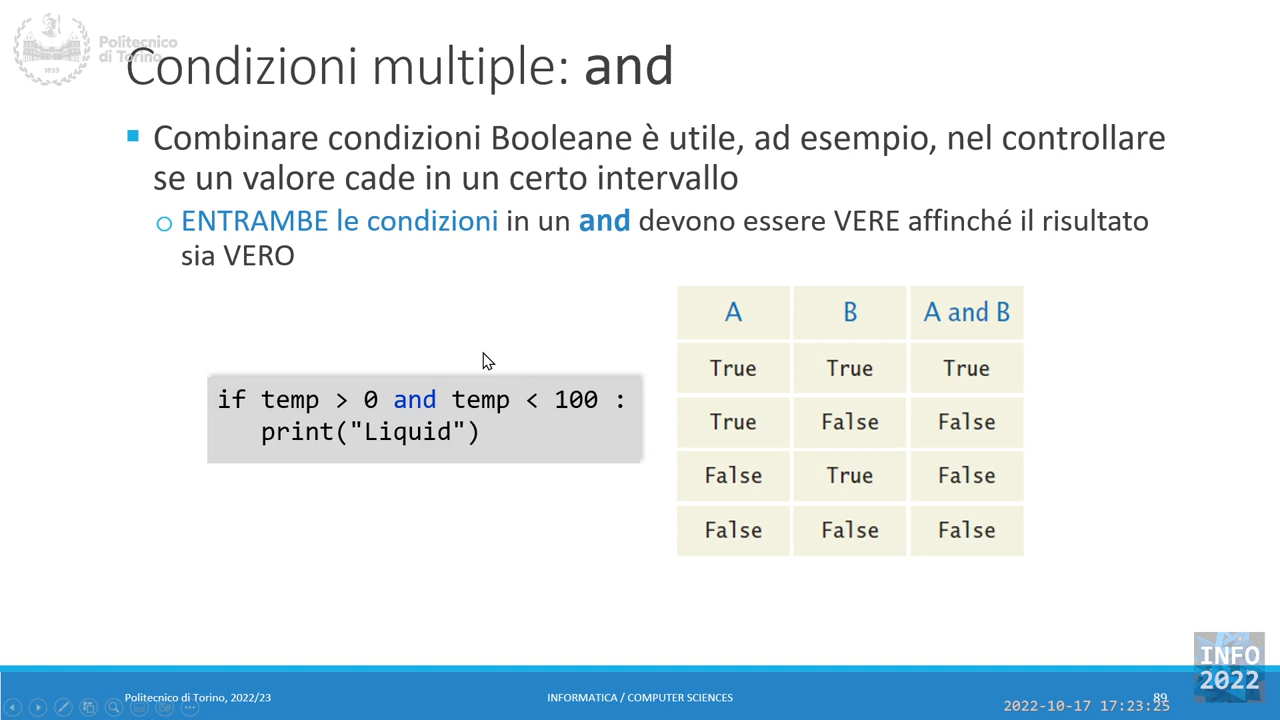 Politecnico
di Torino
1859
Condizioni multiple: and
Combinare condizioni Booleane è utile, ad esempio, nel controllare
se un valore cade in un certo intervallo
ENTRAMBE le condizioni in un and devono essere VERE affinché il risultato
sia VERO
if temp > 0 and temp < 100 :
print("Liquid")
A B A and B
True True True
True False False
False True False
False False False
INFO
2022
Politecnico di Torino, 2022/23
INFORMATICA / COMPUTER SCIENCES
89
2022-10-17 17:23:25